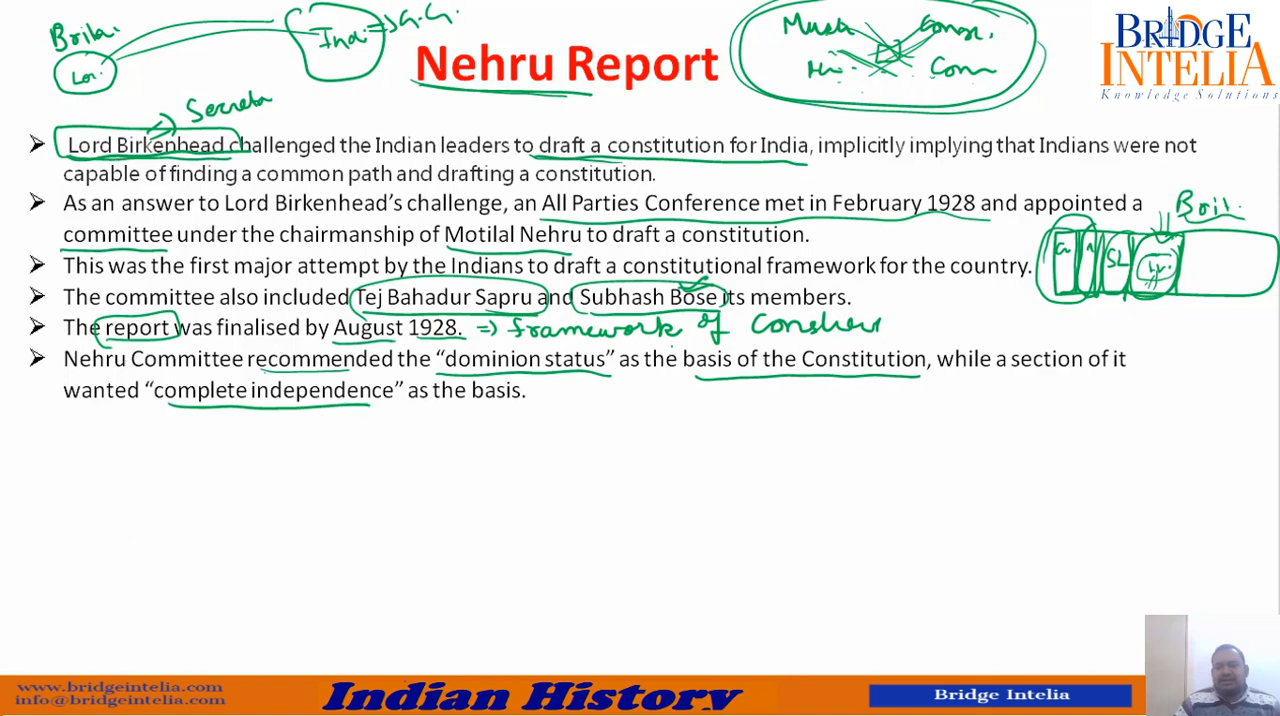 Nehru Report
BRIDGE
INTELIA
Knowledge Solutions
Lord Birkenhead challenged the Indian leaders to draft a constitution for India, implicitly implying that Indians were not
capable of finding a common path and drafting a constitution.
As an answer to Lord Birkenhead's challenge, an All Parties Conference met in February 1928 and appointed a
committee under the chairmanship of Motilal Nehru to draft a constitution.
This was the first major attempt by the Indians to draft a constitutional framework for the country.
SL
The committee also included Tej Bahadur Sapru and Subhash Bose its members.
The report was finalised by August 1928. => framework of
Nehru Committee recommended the “dominion status” as the basis of the Constitution, while a section of it
wanted “complete independence” as the basis.
www.bridgeintelia.com
info@bridgeintelia.com
Indian History
Bridge Intelia